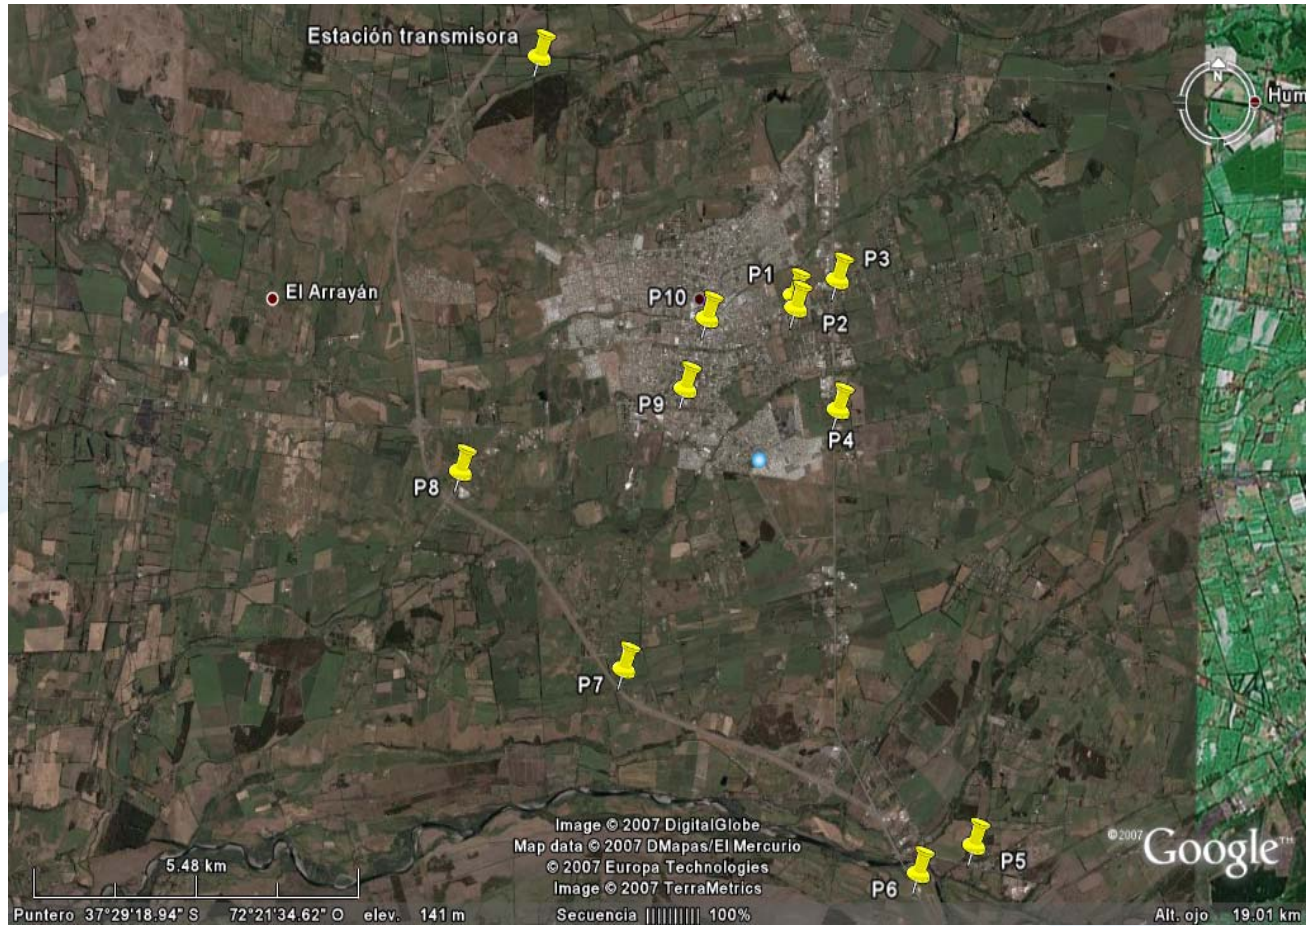 Estación transmisora
N
Hum
El Arrayán
P1
P3
P10
P2
P9
P4
P8
P7
P5
P6
Image © 2007 DigitalGlobe
Map data © 2007 DMapas/El Mercurio
© 2007 Europa Technologies
Image © 2007 TerraMetrics
©2007 Google™
5.48 km
Puntero 37°29'18.94" S 72°21'34.62" O elev. 141 m Secuencia |||||||||| 100% Alt. ojo 19.01 km